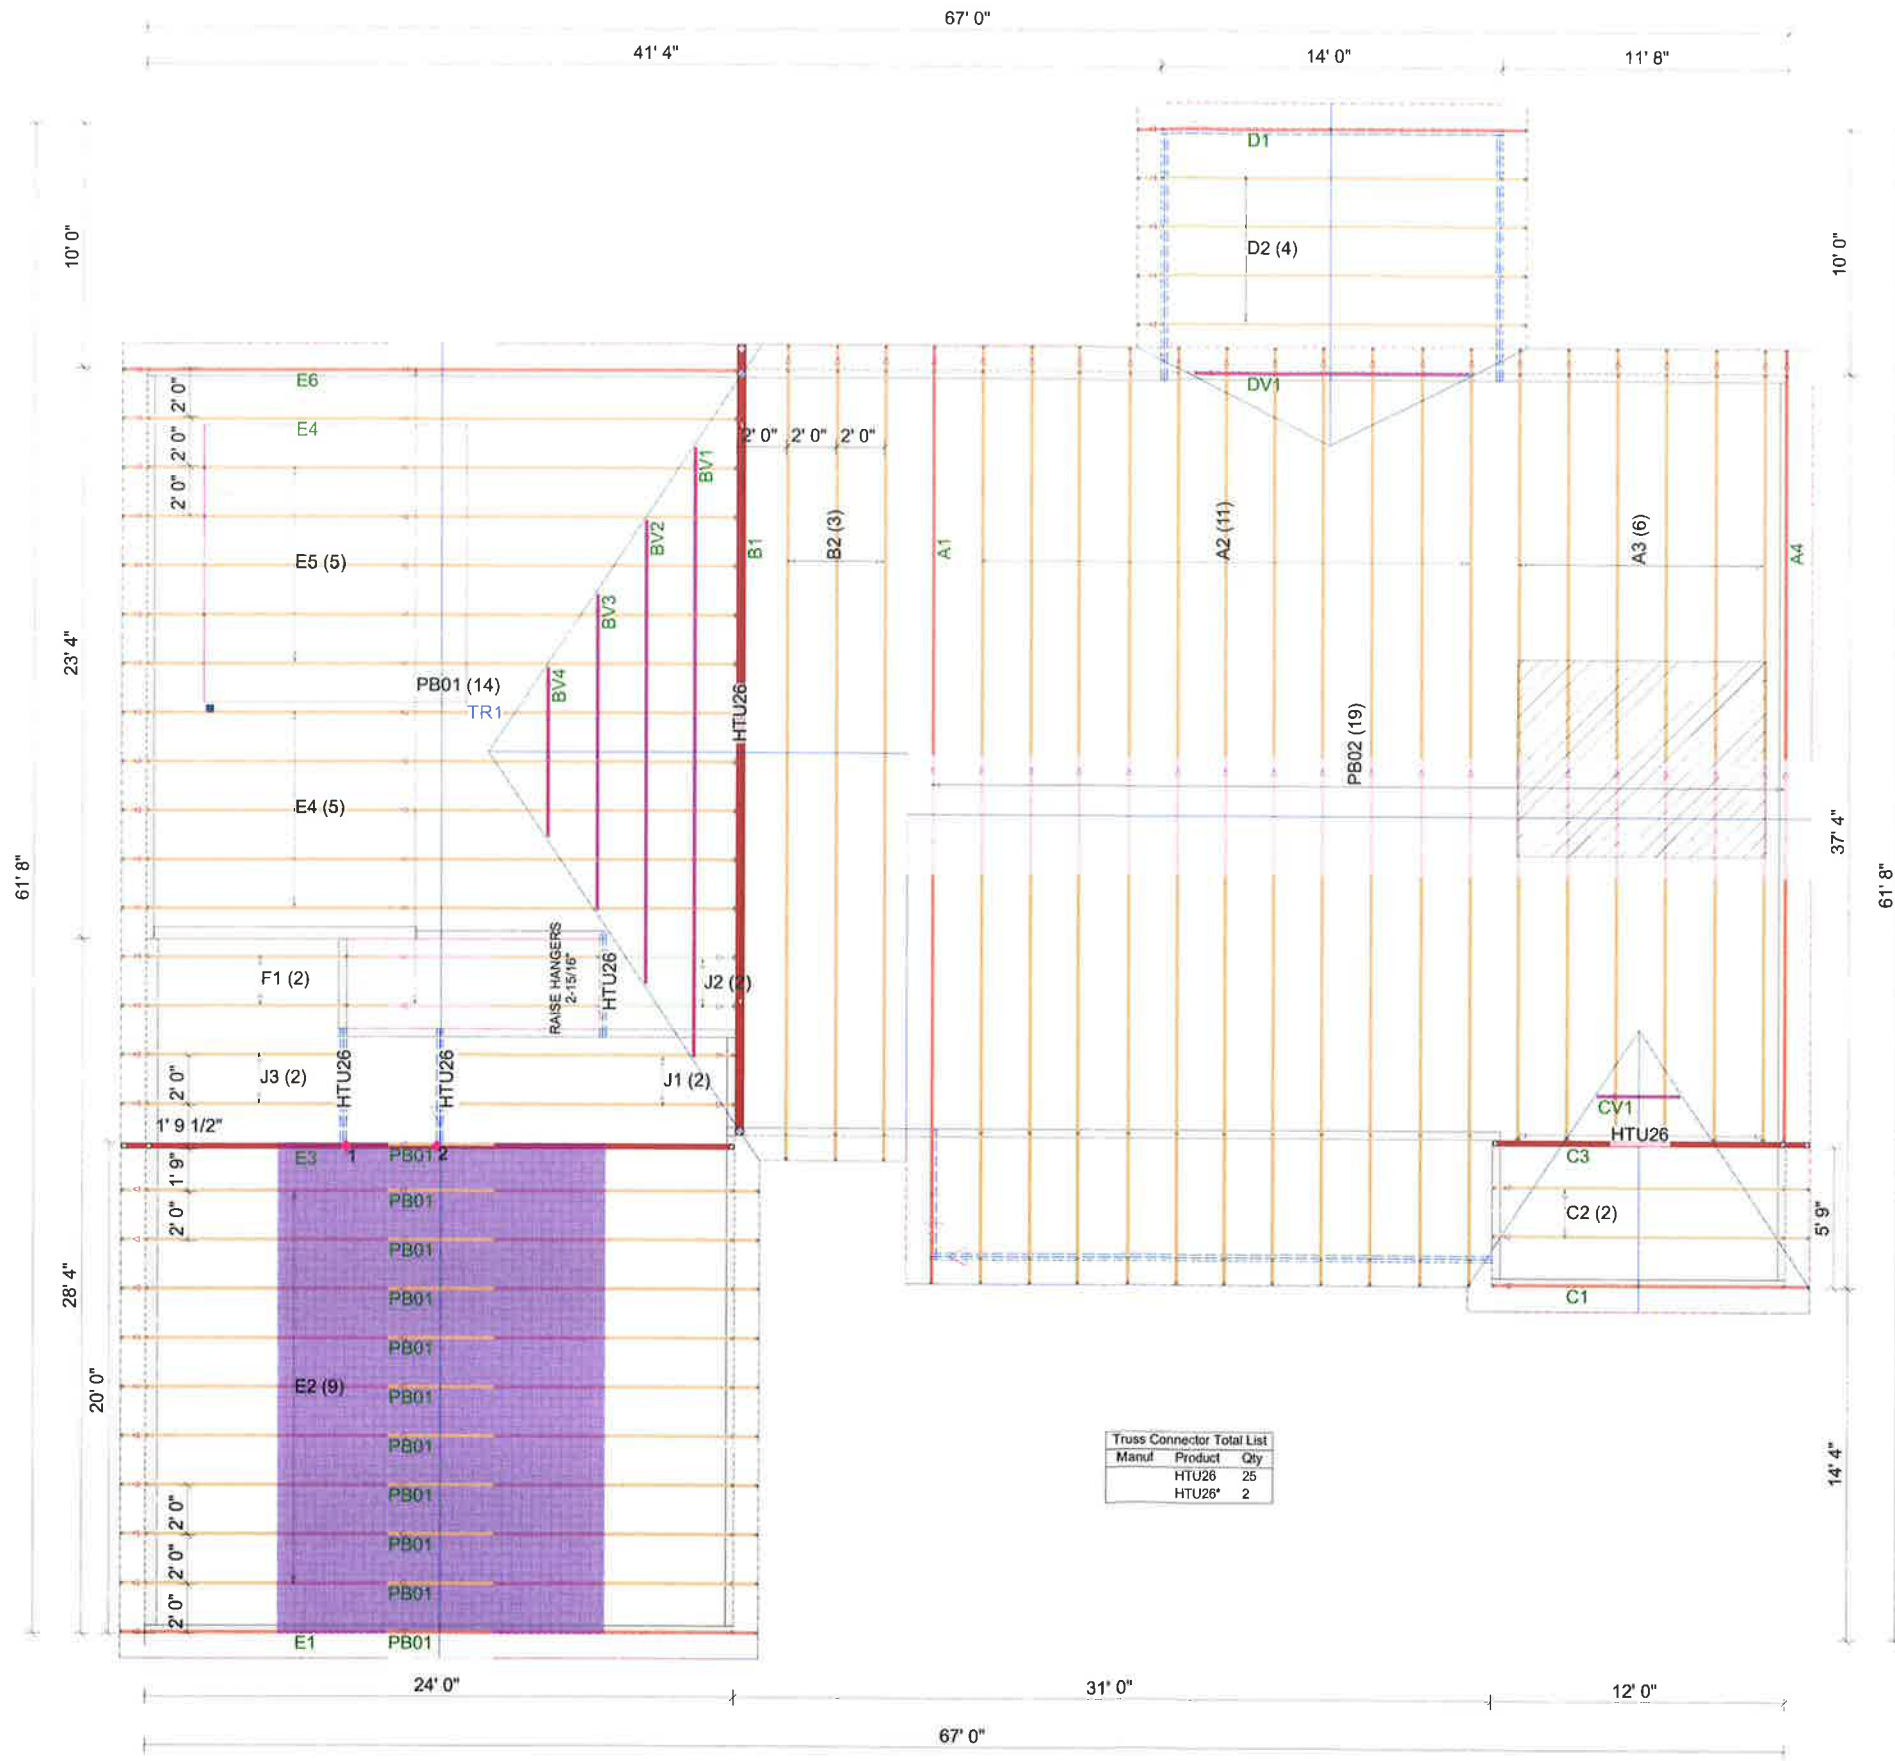 67' 0"
41' 4"
14' 0"
11' 8"
D1
10' 0"
10' 0"
D2 (4)
E6
DV1
2' 0"
E4
2' 0"
2' 0"
2' 0"
2' 0"
2' 0"
BV1
BV2
B1
B2 (3)
A1
A2 (11)
A3 (6)
A4
E5 (5)
BV3
23' 4"
PB01 (14)
BV4
TR1
HTU26
PB02 (19)
E4 (5)
37' 4"
61' 8"
61' 8"
RAISE HANGERS
2-15/16"
HTU26
F1 (2)
J2 (2)
J3 (2)
2' 0"
HTU26
HTU26
J1 (2)
CV1
1' 9 1/2"
HTU26
E3
1
PB01
2
C3
1' 9"
PB01
2' 0"
C2 (2)
5' 9"
PB01
28' 4"
PB01
C1
PB01
20' 0"
E2 (9)
PB01
PB01
Truss Connector Total List
Manuf Product Qty
HTU26 25
HTU26* 2
14' 4"
PB01
2' 0"
PB01
2' 0"
PB01
2' 0"
E1
PB01
24' 0"
31' 0"
12' 0"
67' 0"